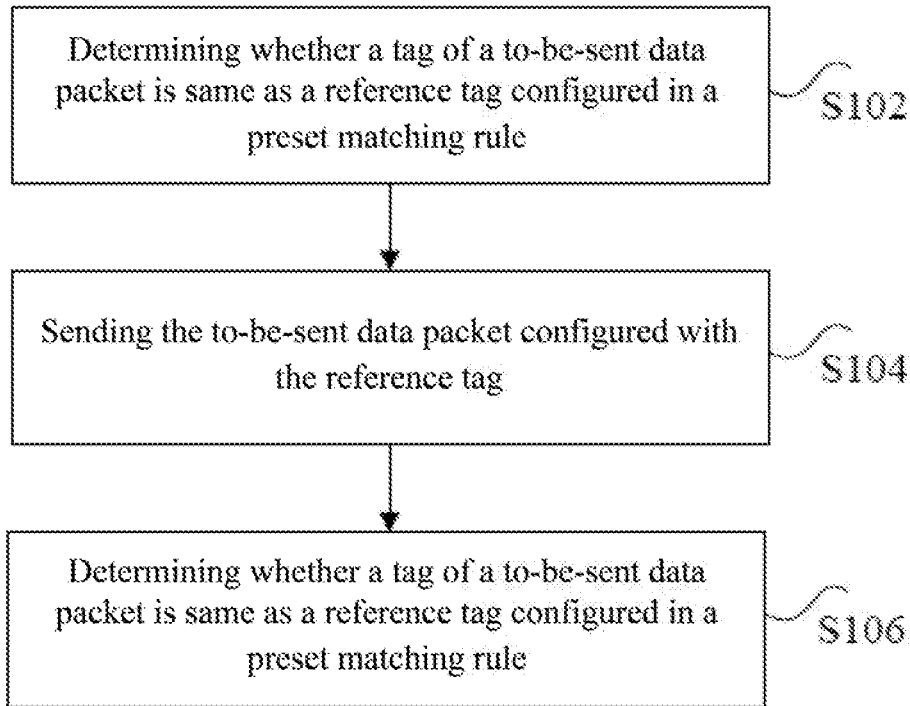 Determining whether a tag of a to-be-sent data
packet is same as a reference tag configured in a
preset matching rule
S102
Sending the to-be-sent data packet configured with
the reference tag
S104
Determining whether a tag of a to-be-sent data
packet is same as a reference tag configured in a
preset matching rule
S106